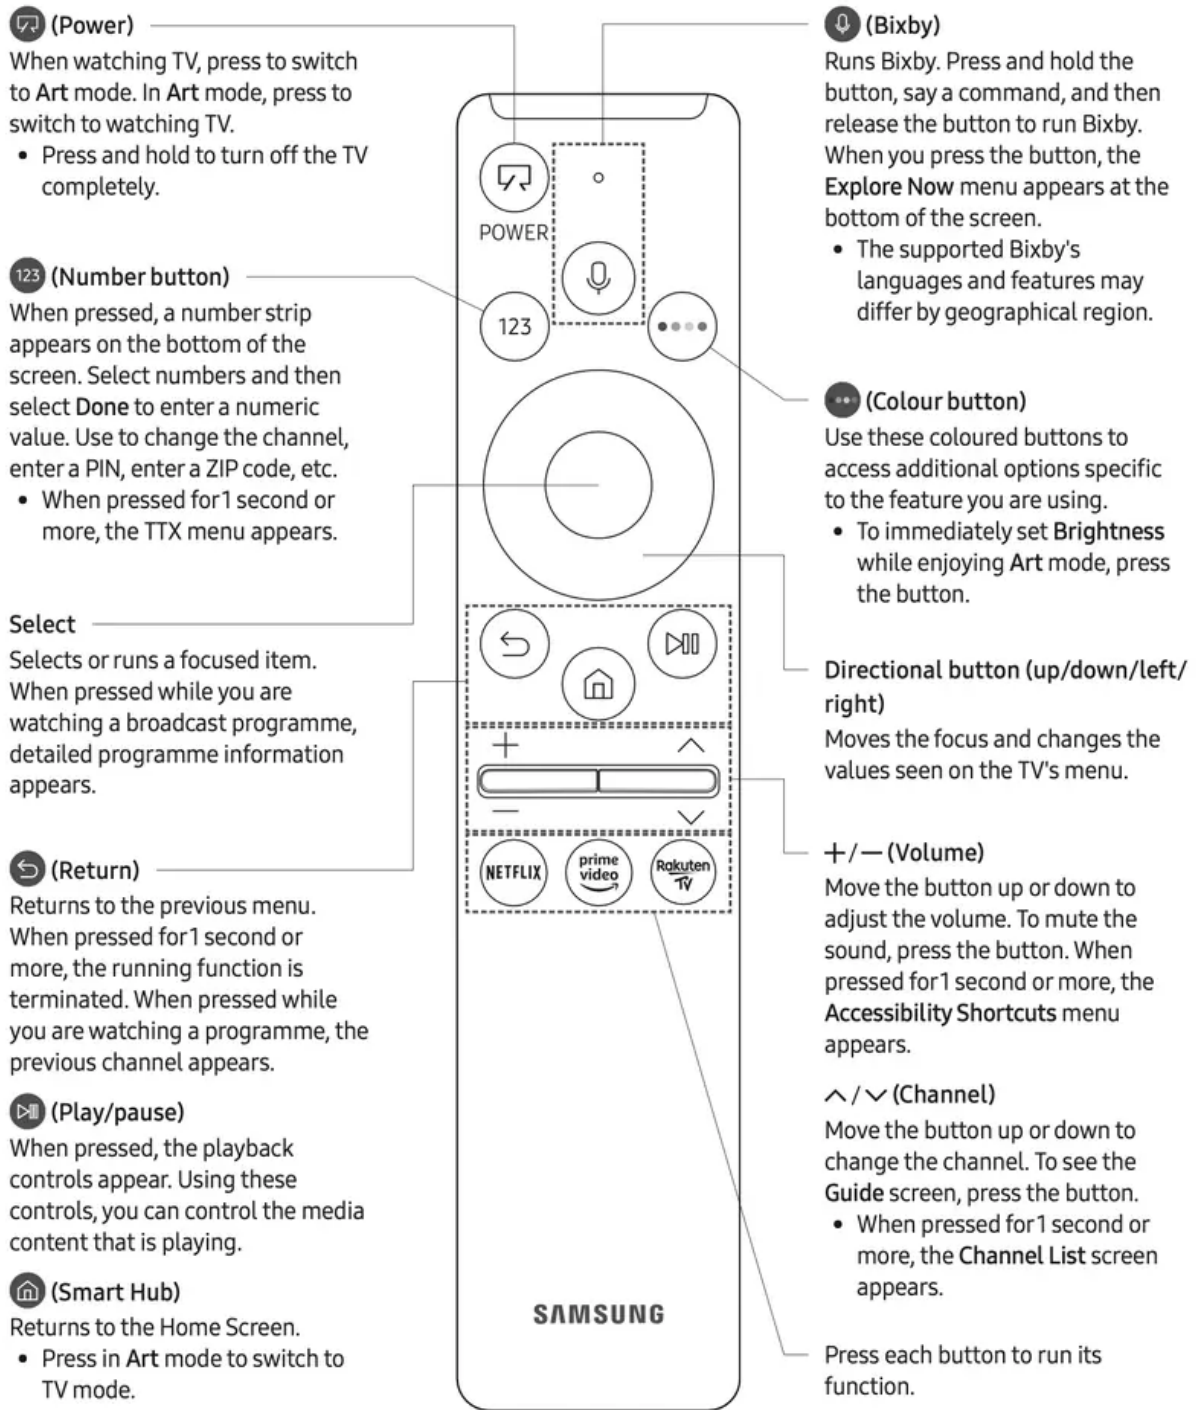 (Power)
When watching TV, press to switch
to Art mode. In Art mode, press to
switch to watching TV.
• Press and hold to turn off the TV
completely.
123 (Number button)
When pressed, a number strip
appears on the bottom of the
screen. Select numbers and then
select Done to enter a numeric
value. Use to change the channel,
enter a PIN, enter a ZIP code, etc.
• When pressed for 1 second or
more, the TTX menu appears.
Select
Selects or runs a focused item.
When pressed while you are
watching a broadcast programme,
detailed programme information
appears.
(Return)
Returns to the previous menu.
When pressed for 1 second or
more, the running function is
terminated. When pressed while
you are watching a programme, the
previous channel appears.
(Play/pause)
When pressed, the playback
controls appear. Using these
controls, you can control the media
content that is playing.
(Smart Hub)
Returns to the Home Screen.
• Press in Art mode to switch to
TV mode.
POWER
123
NETFLIX
prime
video
Rakuten
TV
SAMSUNG
(Bixby)
Runs Bixby. Press and hold the
button, say a command, and then
release the button to run Bixby.
When you press the button, the
Explore Now menu appears at the
bottom of the screen.
• The supported Bixby's
languages and features may
differ by geographical region.
(Colour button)
Use these coloured buttons to
access additional options specific
to the feature you are using.
• To immediately set Brightness
while enjoying Art mode, press
the button.
Directional button (up/down/left/
right)
Moves the focus and changes the
values seen on the TV's menu.
+/− (Volume)
Move the button up or down to
adjust the volume. To mute the
sound, press the button. When
pressed for 1 second or more, the
Accessibility Shortcuts menu
appears.
∧/∨ (Channel)
Move the button up or down to
change the channel. To see the
Guide screen, press the button.
• When pressed for 1 second or
more, the Channel List screen
appears.
Press each button to run its
function.